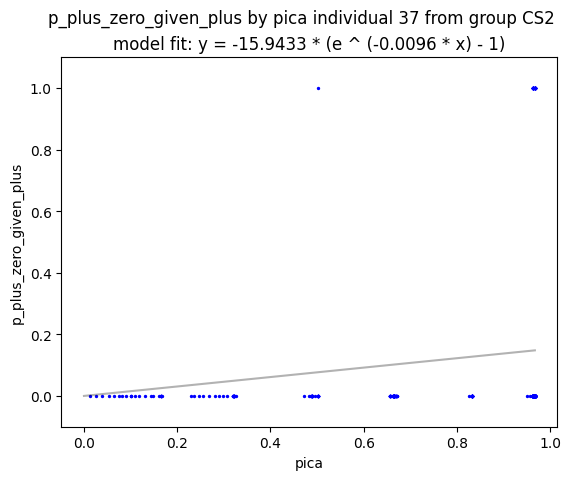 p_plus_zero_given_plus by pica individual 37 from group CS2
model fit: y = -15.9433 * (e ^ (-0.0096 * x) - 1)
1.0
0.8
0.6
0.4
0.2
0.0
p_plus_zero_given_plus
0.0 0.2 0.4 0.6 0.8 1.0
pica